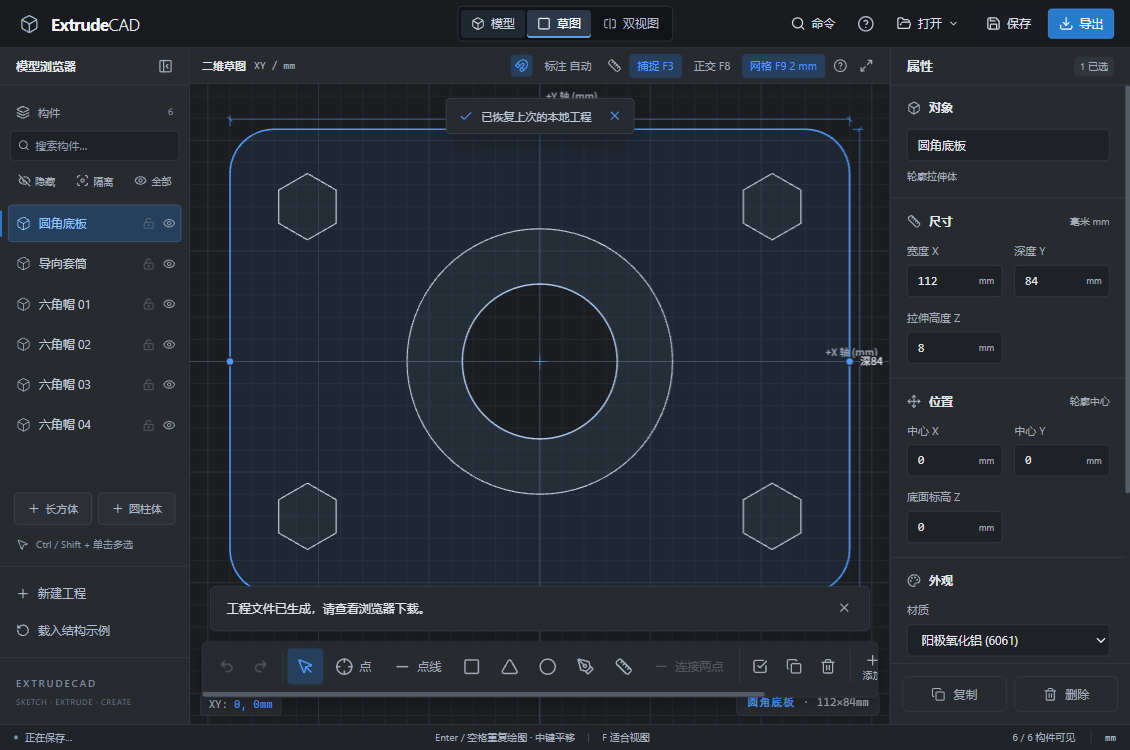 ExtrudeCAD
模型
草图
双视图
命令
打开
保存
导出
模型浏览器
二维草图 XY / mm
标注 自动
捕捉 F3
正交 F8
网格 F9 2 mm
属性
1 已选
构件
6
搜索构件...
隐藏
隔离
全部
圆角底板
导向套筒
六角帽 01
六角帽 02
六角帽 03
六角帽 04
长方体
圆柱体
Ctrl / Shift + 单击多选
新建工程
载入结构示例
EXTRUDECAD
SKETCH · EXTRUDE · CREATE
+Y 轴 (mm)
已恢复上次的本地工程
+X 轴 (mm)
深84
工程文件已生成，请查看浏览器下载。
点
点线
连接两点
添加
XY: 0, 0mm
圆角底板 · 112×84mm
对象
圆角底板
轮廓拉伸体
尺寸
毫米 mm
宽度 X
深度 Y
112 mm
84 mm
拉伸高度 Z
8 mm
位置
轮廓中心
中心 X
中心 Y
0 mm
0 mm
底面标高 Z
0 mm
外观
材质
阳极氧化铝 (6061)
复制
删除
正在保存...
Enter / 空格重复绘图 · 中键平移
F 适合视图
6 / 6 构件可见
mm